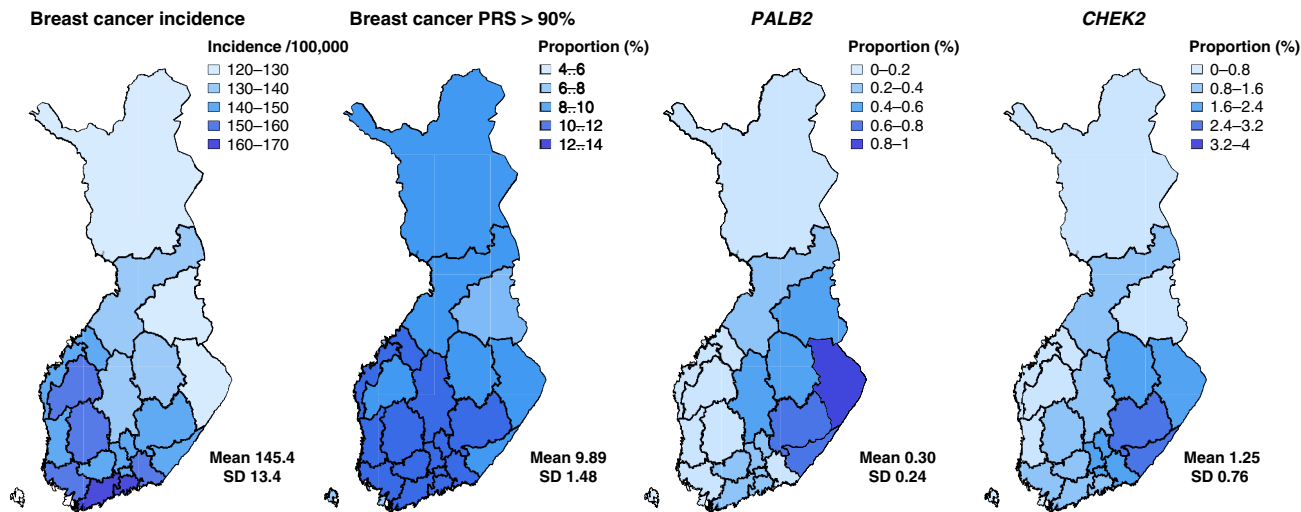 Breast cancer incidence
Incidence /100,000
120–130
130–140
140–150
150–160
160–170
Mean 145.4
SD 13.4
Breast cancer PRS > 90%
Proportion (%)
4..6
6..8
8..10
10..12
12..14
Mean 9.89
SD 1.48
PALB2
Proportion (%)
0–0.2
0.2–0.4
0.4–0.6
0.6–0.8
0.8–1
Mean 0.30
SD 0.24
CHEK2
Proportion (%)
0–0.8
0.8–1.6
1.6–2.4
2.4–3.2
3.2–4
Mean 1.25
SD 0.76